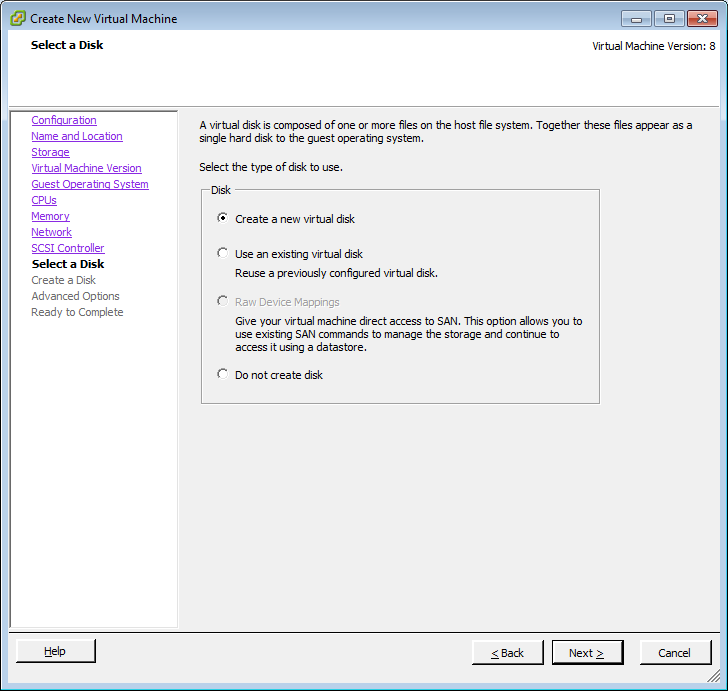 Create New Virtual Machine
Select a Disk
Virtual Machine Version: 8
Configuration
Name and Location
Storage
Virtual Machine Version
Guest Operating System
CPUs
Memory
Network
SCSI Controller
Select a Disk
Create a Disk
Advanced Options
Ready to Complete
A virtual disk is composed of one or more files on the host file system. Together these files appear as a
single hard disk to the guest operating system.
Select the type of disk to use.
Disk
Create a new virtual disk
Use an existing virtual disk
Reuse a previously configured virtual disk.
Raw Device Mappings
Give your virtual machine direct access to SAN. This option allows you to
use existing SAN commands to manage the storage and continue to
access it using a datastore.
Do not create disk
Help
< Back
Next >
Cancel